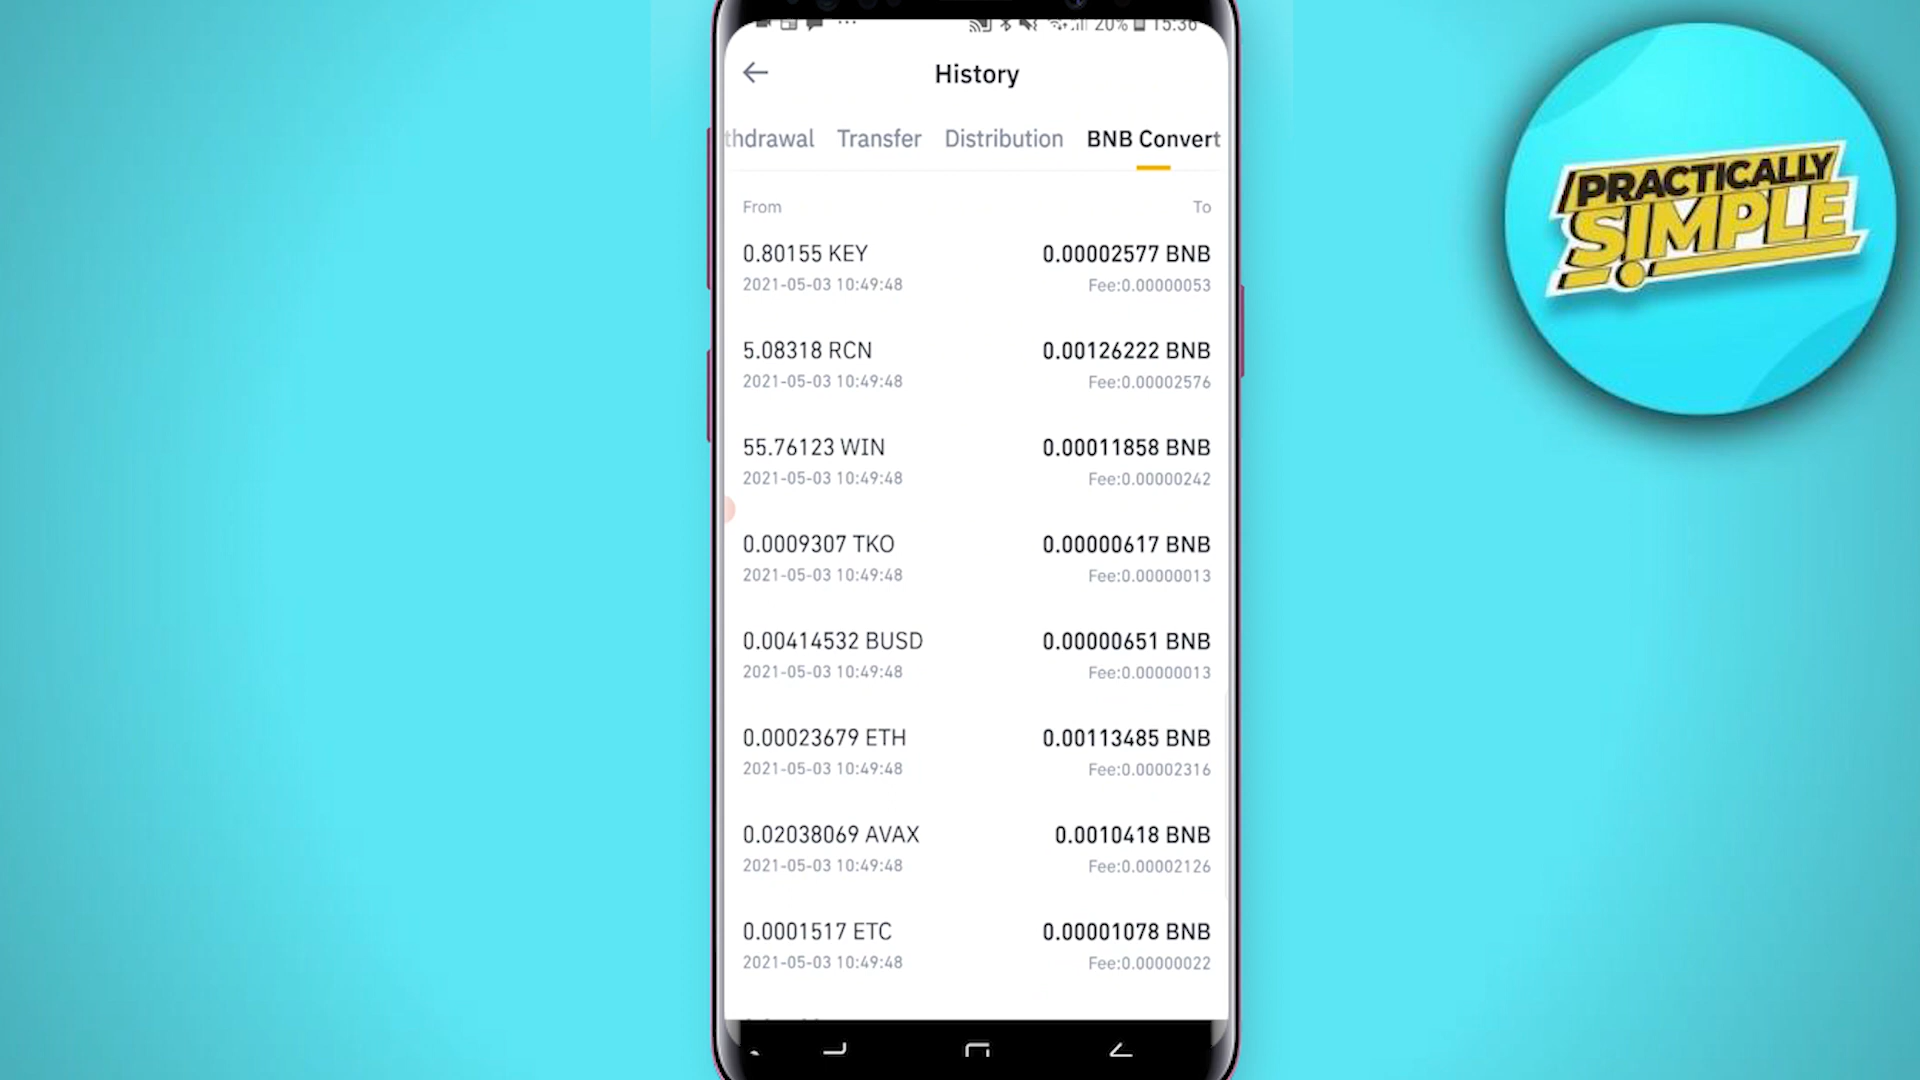 20% 15:36
History
thdrawal Transfer Distribution BNB Convert
From To
0.80155 KEY 0.00002577 BNB
2021-05-03 10:49:48 Fee:0.00000053
5.08318 RCN 0.00126222 BNB
2021-05-03 10:49:48 Fee:0.00002576
55.76123 WIN 0.00011858 BNB
2021-05-03 10:49:48 Fee:0.00000242
0.0009307 TKO 0.00000617 BNB
2021-05-03 10:49:48 Fee:0.00000013
0.00414532 BUSD 0.00000651 BNB
2021-05-03 10:49:48 Fee:0.00000013
0.00023679 ETH 0.00113485 BNB
2021-05-03 10:49:48 Fee:0.00002316
0.02038069 AVAX 0.0010418 BNB
2021-05-03 10:49:48 Fee:0.00002126
0.0001517 ETC 0.00001078 BNB
2021-05-03 10:49:48 Fee:0.00000022
PRACTICALLY
SIMPLE